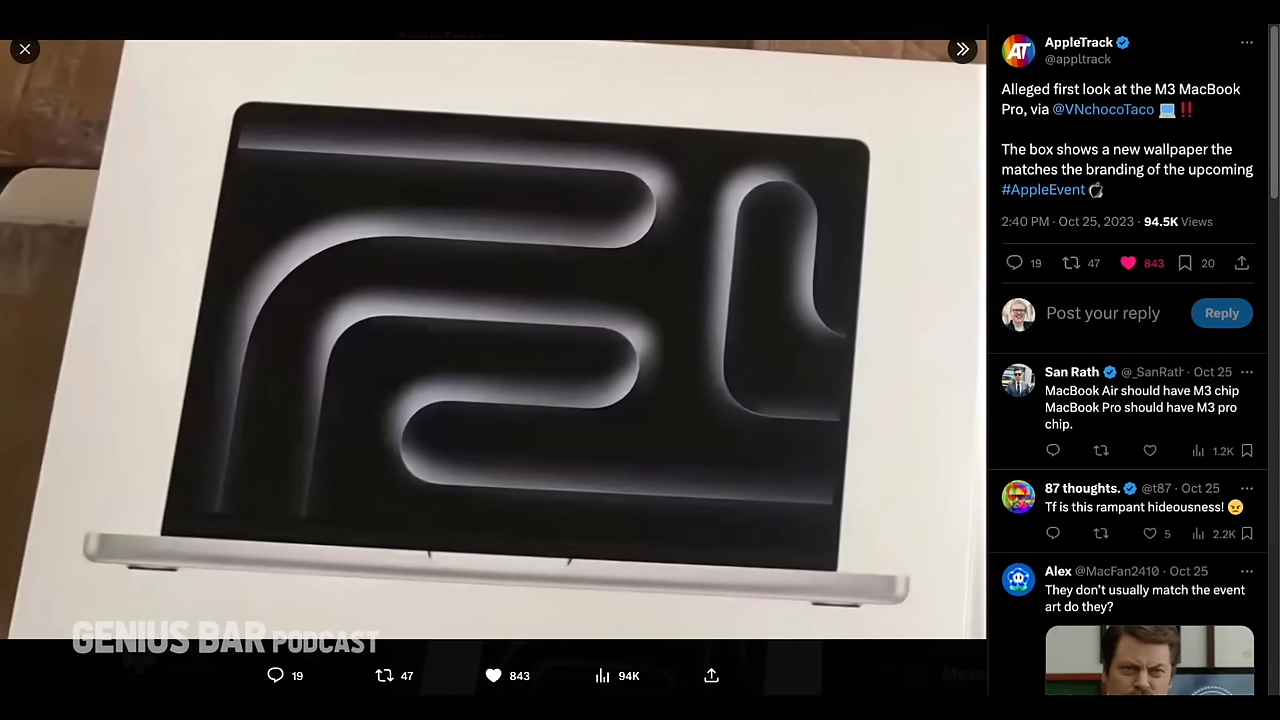 AppleTrack
@appltrack
Alleged first look at the M3 MacBook
Pro, via @VNchocoTaco 💻 ‼️
The box shows a new wallpaper the
matches the branding of the upcoming
#AppleEvent
2:40 PM · Oct 25, 2023 · 94.5K Views
19 47 843 20
Post your reply Reply
San Rath @_SanRath · Oct 25
MacBook Air should have M3 chip
MacBook Pro should have M3 pro
chip.
1.2K
87 thoughts. @t87 · Oct 25
Tf is this rampant hideousness! 😠
5 2.2K
Alex @MacFan2410 · Oct 25
They don’t usually match the event
art do they?
GENIUS BAR PODCAST
19 47 843 94K